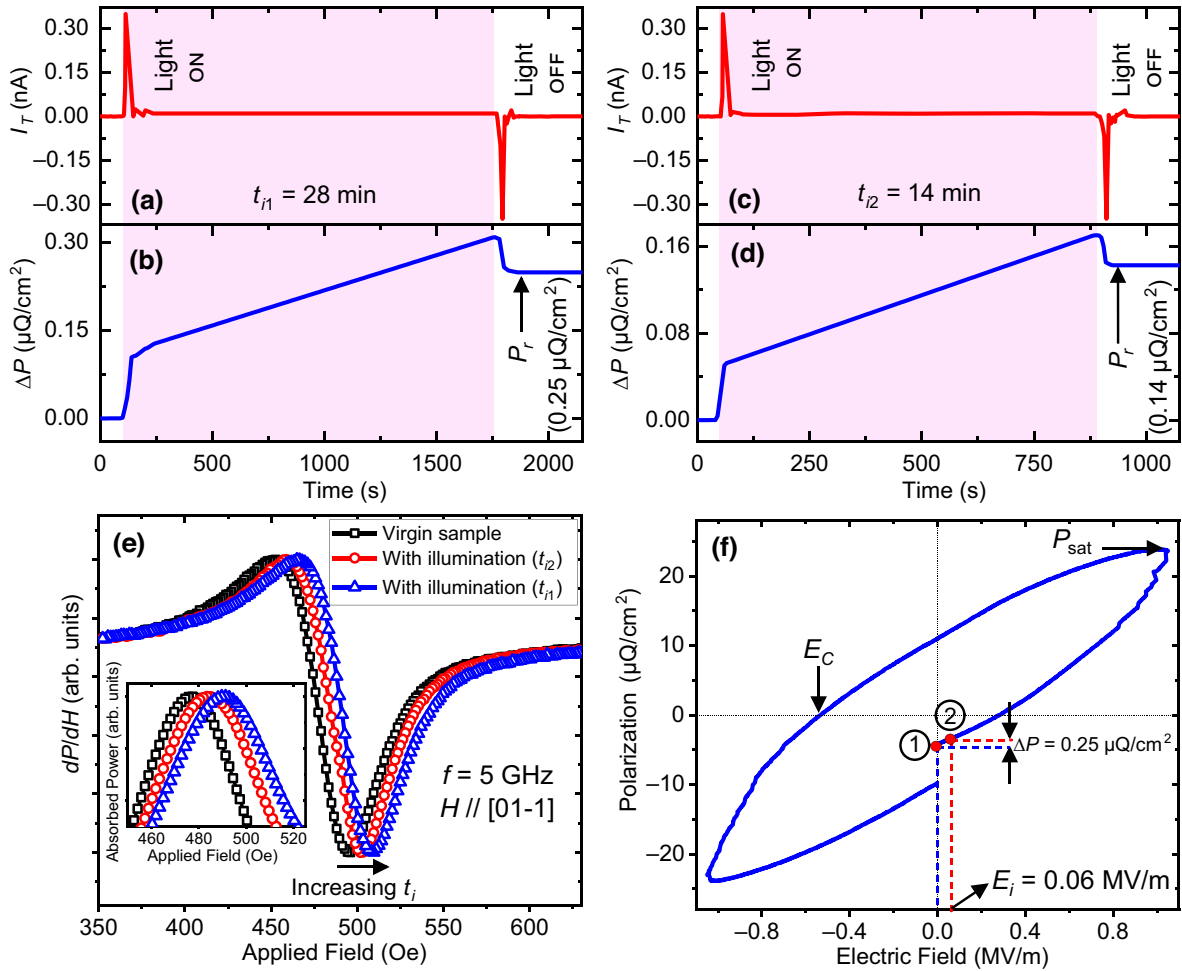 0.30
0.15
0.00
–0.15
–0.30
I_T (nA)
Light
ON
Light
OFF
(a)
t_i1 = 28 min
0.30
0.15
0.00
ΔP (µQ/cm²)
(b)
P_r
(0.25 µQ/cm²)
0 500 1000 1500 2000
Time (s)
0.30
0.15
0.00
–0.15
–0.30
I_T (nA)
Light
ON
Light
OFF
(c)
t_i2 = 14 min
0.16
0.08
0.00
ΔP (µQ/cm²)
(d)
P_r
(0.14 µQ/cm²)
0 250 500 750 1000
Time (s)
(e)
Virgin sample
With illumination (t_i2)
With illumination (t_i1)
dP/dH (arb. units)
Absorbed Power (arb. units)
460 480 500 520
Applied Field (Oe)
f = 5 GHz
H // [01-1]
Increasing t_i
350 400 450 500 550 600
Applied Field (Oe)
(f)
P_sat
20
10
0
–10
–20
Polarization (µQ/cm²)
E_C
2
1
ΔP = 0.25 µQ/cm²
E_i = 0.06 MV/m
–0.8 –0.4 0.0 0.4 0.8
Electric Field (MV/m)